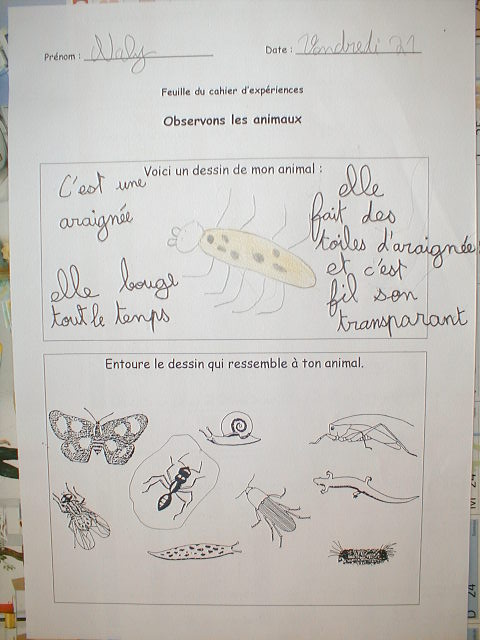 Prénom : Naly
Date : Vendredi 21
Feuille du cahier d'expériences
Observons les animaux
Voici un dessin de mon animal :
C'est une
araignée
elle bouge
tout le temps
elle
fait des
toiles d'araignée
et c'est
fil son
transparant
Entoure le dessin qui ressemble à ton animal.